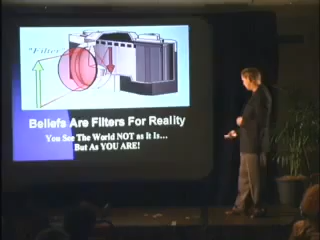 "Filter
Beliefs Are Filters For Reality
You See The World NOT as It Is...
But As YOU ARE!